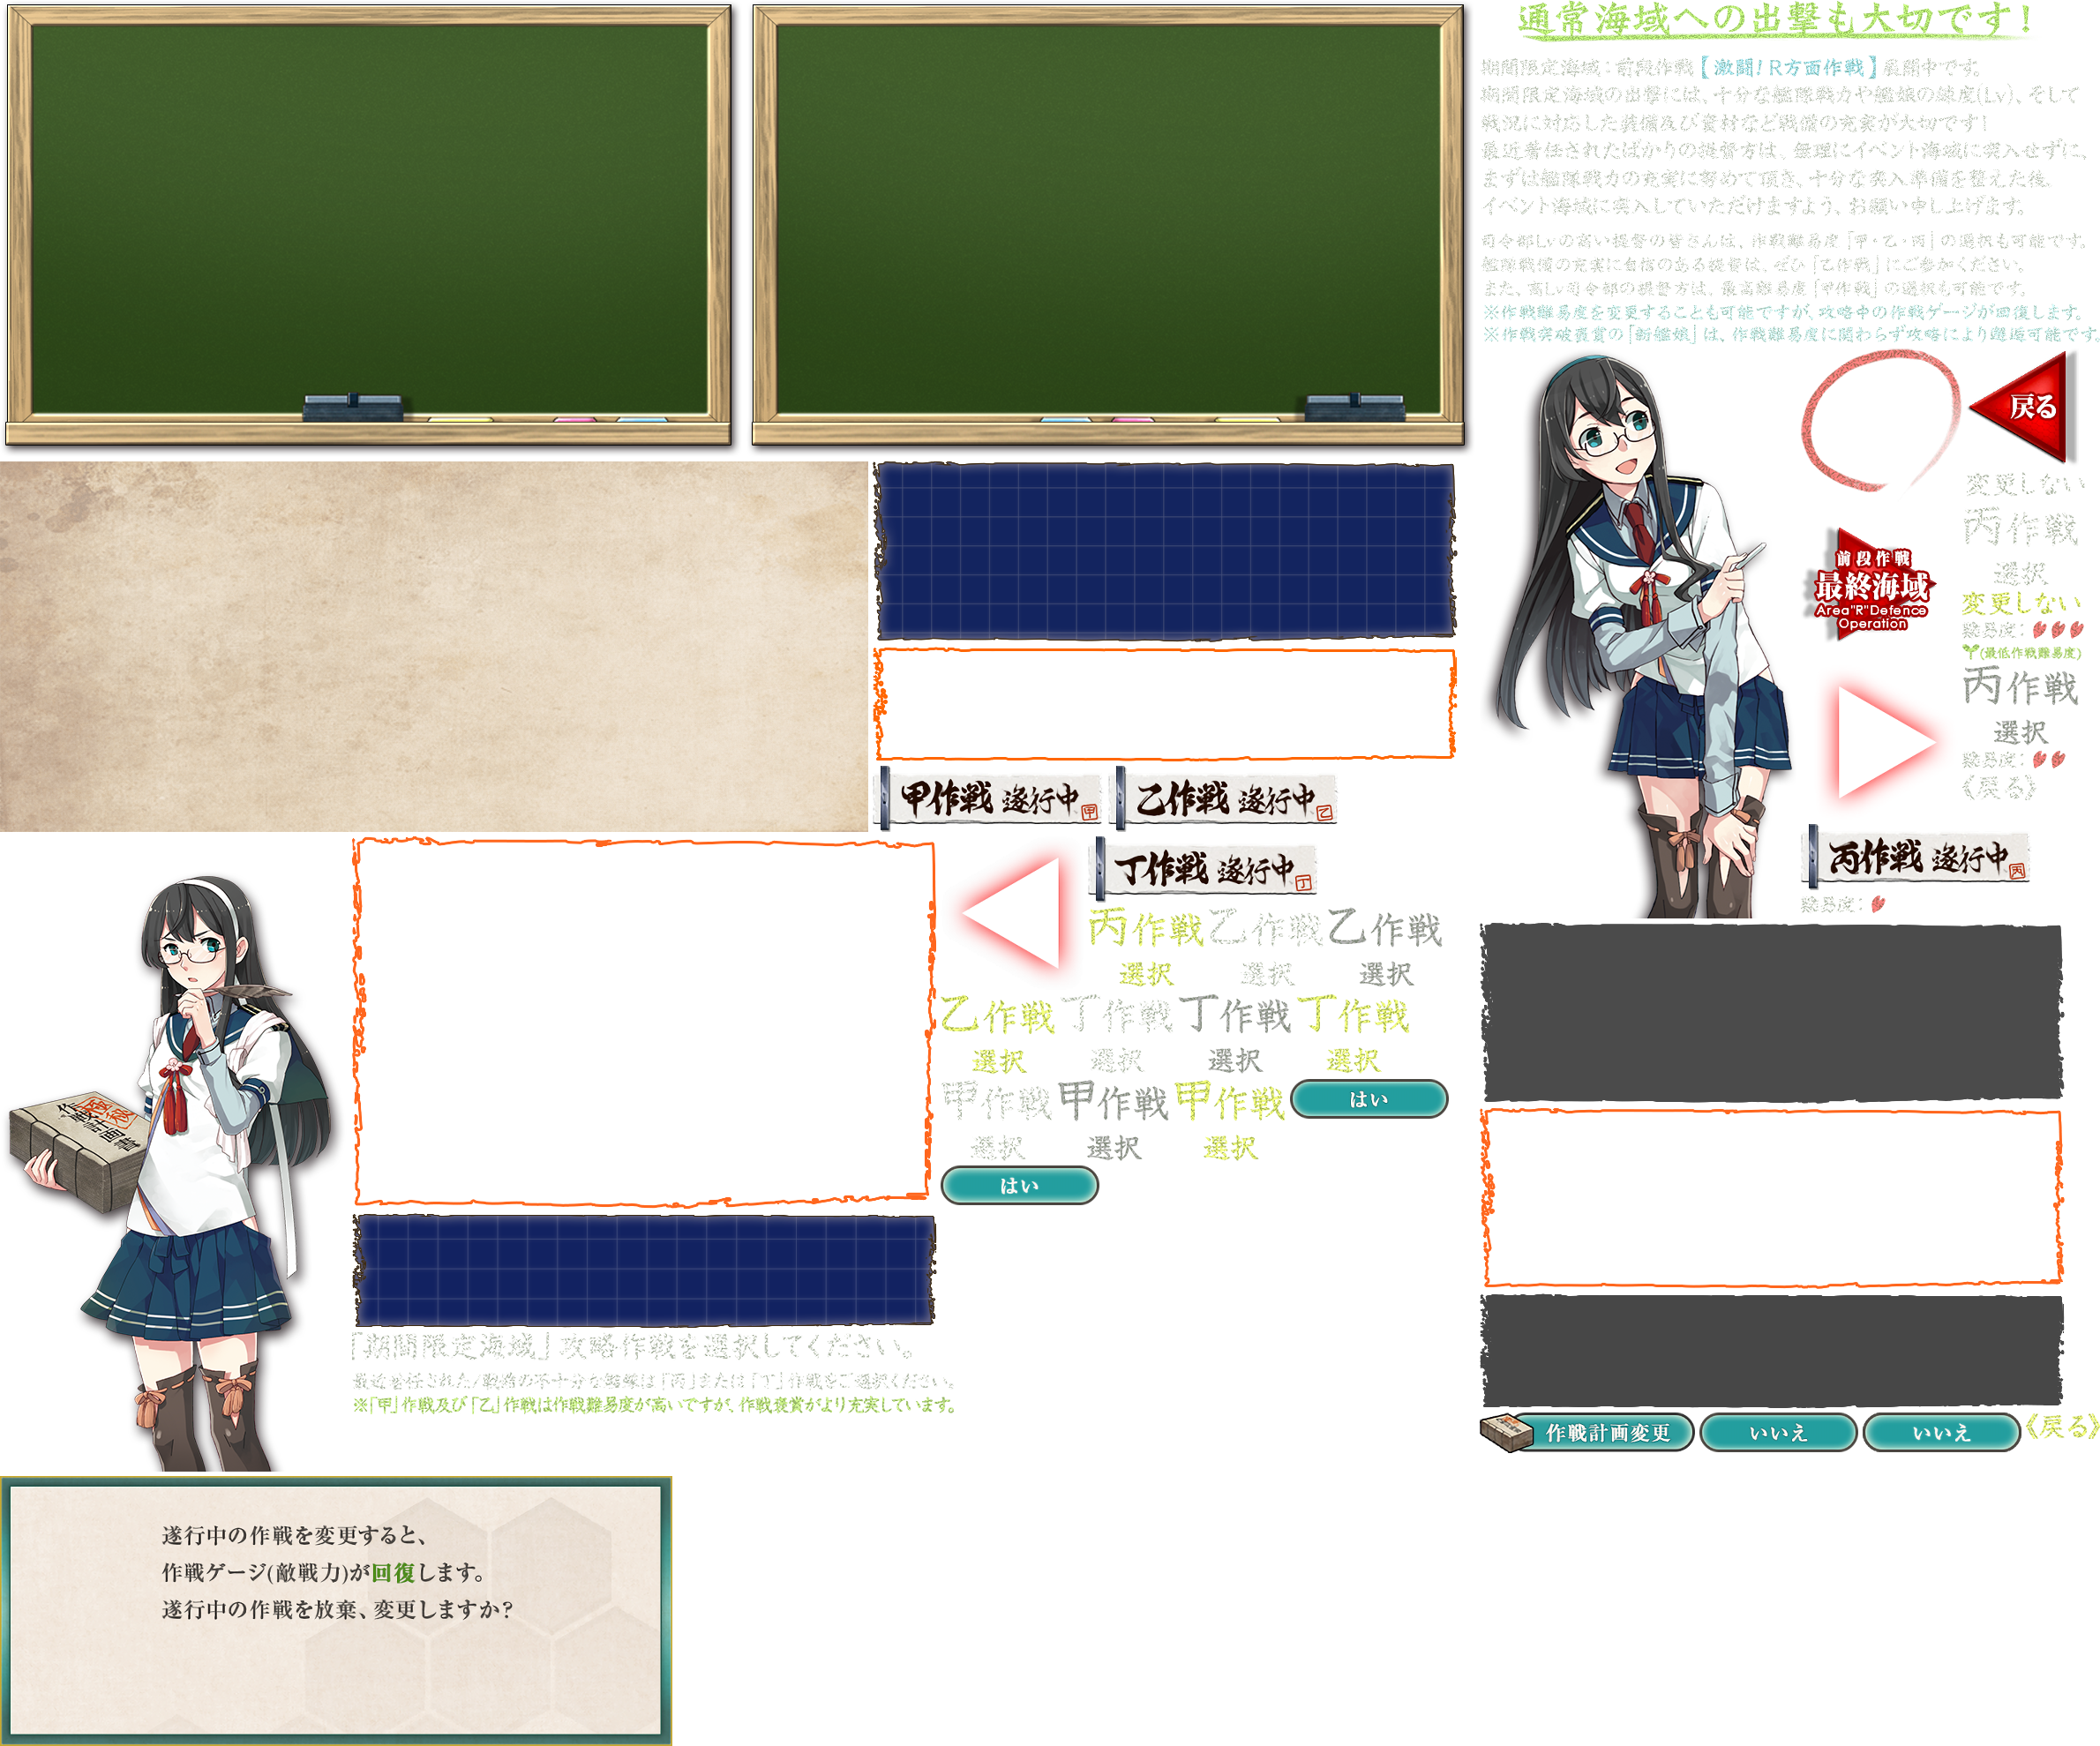 通常海域への出撃も大切です！
期間限定海域：前段作戦【激闘！R方面作戦】展開中です。
期間限定海域の出撃には、十分な艦隊戦力や艦娘の練度(Lv)、そして
戦況に対応した装備及び資材など戦備の充実が大切です！
最近着任されたばかりの提督方は、無理にイベント海域に突入せずに、
まずは艦隊戦力の充実に努めて頂き、十分な突入準備を整えた後、
イベント海域に突入していただけますよう、お願い申し上げます。
司令部Lvの高い提督の皆さんは、作戦難易度「甲・乙・丙」の選択も可能です。
艦隊戦備の充実に自信のある提督は、ぜひ「乙作戦」にご参加ください。
また、高Lv司令部の提督方は、最高難易度「甲作戦」の選択も可能です。
※作戦難易度を変更することも可能ですが、攻略中の作戦ゲージが回復します。
※作戦突破褒賞の「新艦娘」は、作戦難易度に関わらず攻略により邂逅可能です。
戻る
変更しない
丙作戦
選択
変更しない
難易度：
(最低作戦難易度)
丙作戦
選択
難易度：
《戻る》
前段作戦
最終海域
Area"R"Defence
Operation
甲作戦 遂行中 甲
乙作戦 遂行中 乙
丁作戦 遂行中 丁
丙作戦 遂行中 丙
難易度：
丙作戦 乙作戦 乙作戦
選択 選択 選択
乙作戦 丁作戦 丁作戦 丁作戦
選択 選択 選択 選択
甲作戦 甲作戦 甲作戦 はい
選択 選択 選択
はい
作戦計画書
「期間限定海域」攻略作戦を選択してください。
最近着任された/戦備の不十分な鎮守府は「丙」または「丁」作戦をご選択ください。
※「甲」作戦及び「乙」作戦は作戦難易度が高いですが、作戦褒賞がより充実しています。
作戦計画変更 いいえ いいえ 《戻る》
遂行中の作戦を変更すると、
作戦ゲージ(敵戦力)が回復します。
遂行中の作戦を放棄、変更しますか？